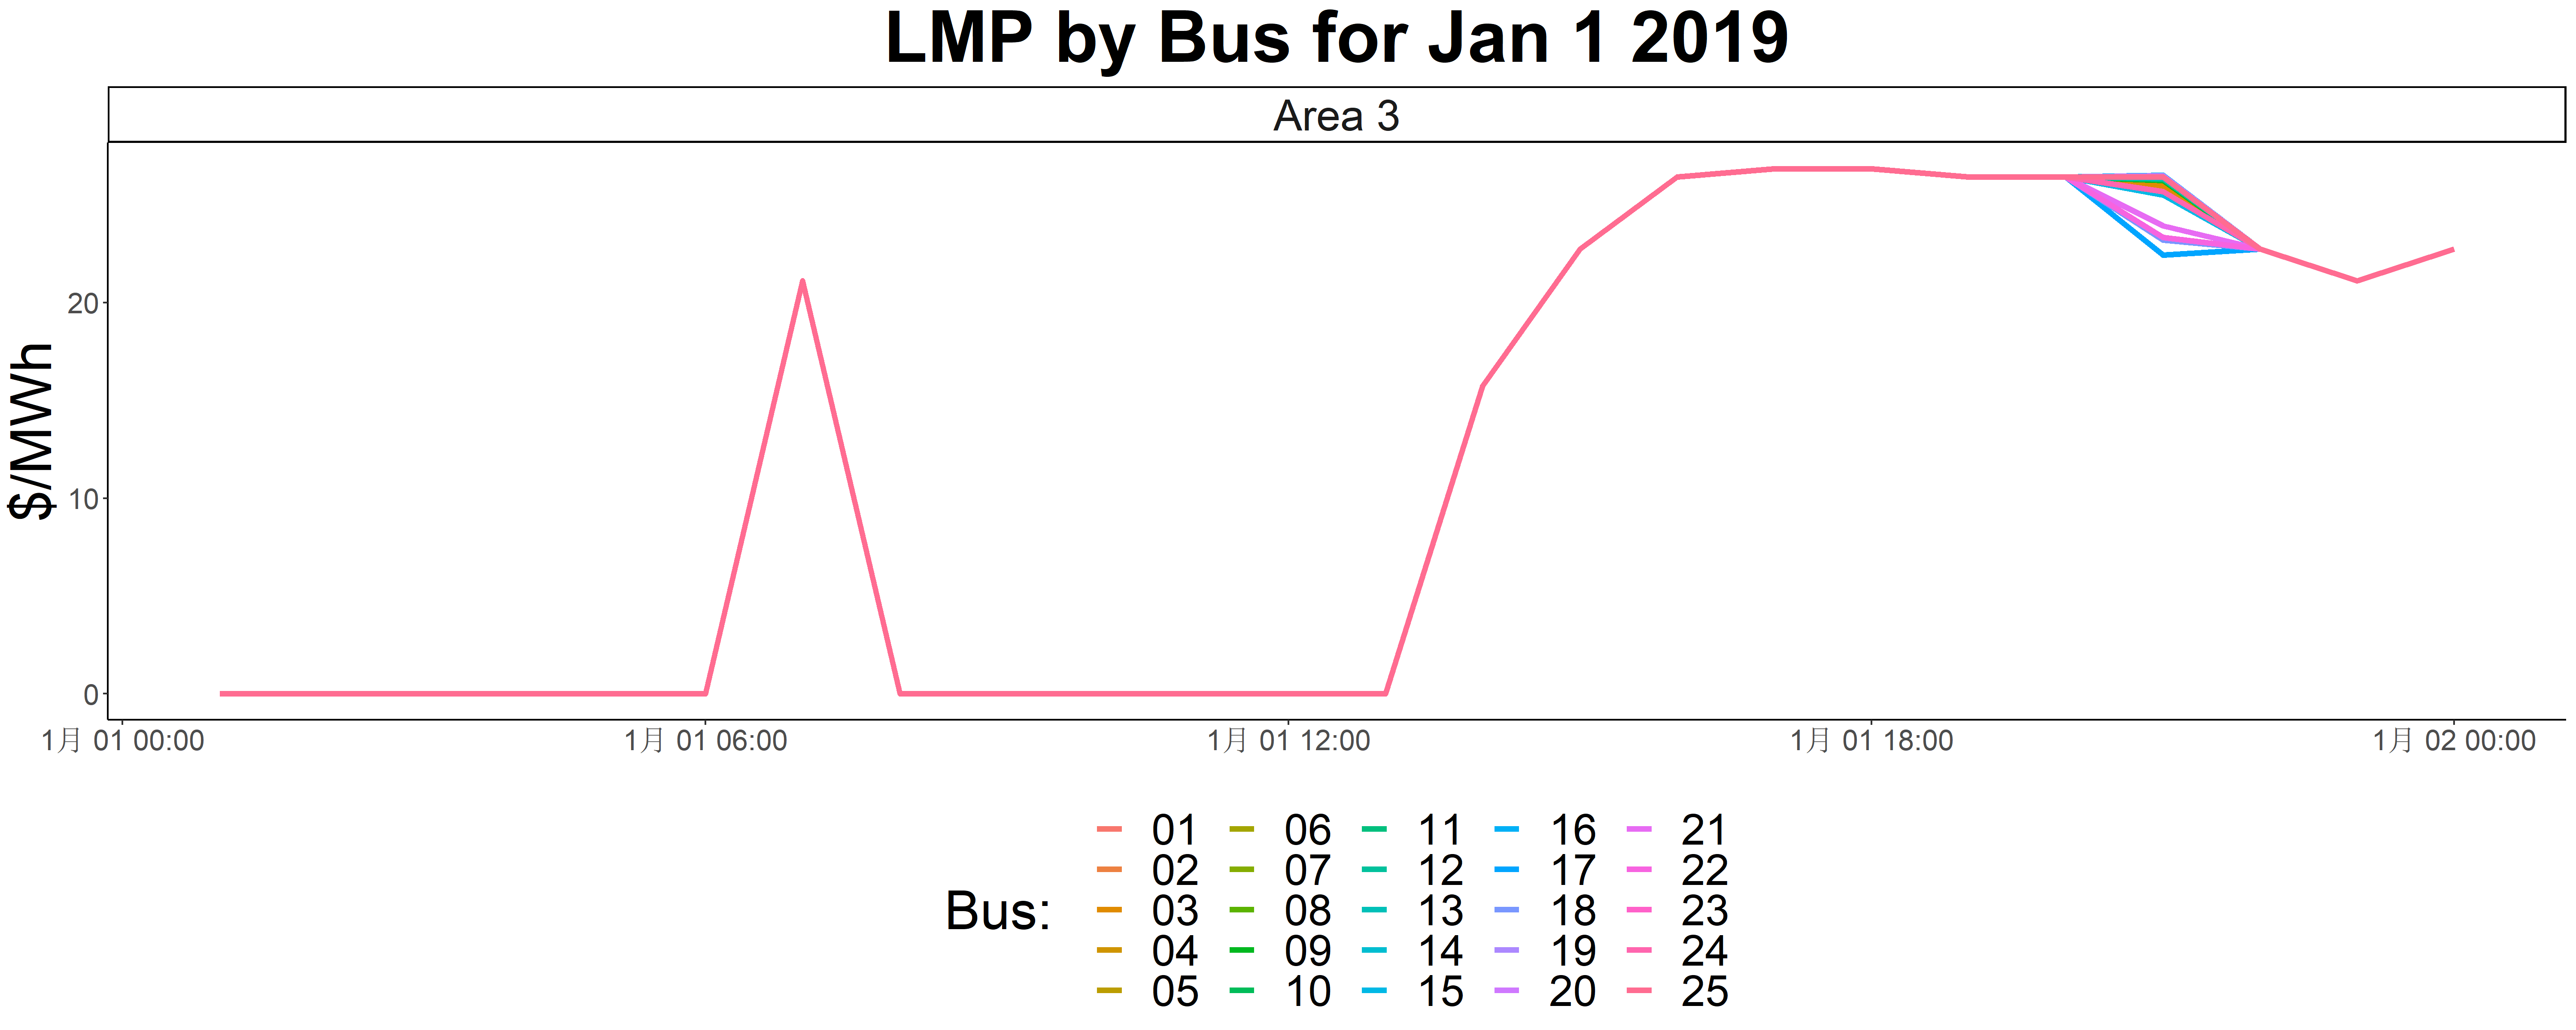 LMP by Bus for Jan 1 2019
Area 3
$/MWh
20
10
0
1月 01 00:00 1月 01 06:00 1月 01 12:00 1月 01 18:00 1月 02 00:00
Bus:
01 06 11 16 21
02 07 12 17 22
03 08 13 18 23
04 09 14 19 24
05 10 15 20 25